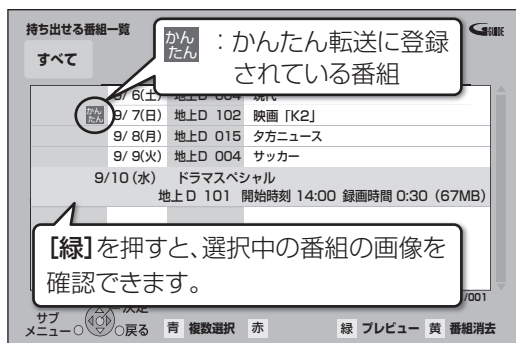 持ち出せる番組一覧
GGUIDE
すべて
かんたん
：かんたん転送に登録
されている番組
9/ 6(土) 地上D 004 現代
かんたん
9/ 7(日) 地上D 102 映画「K2」
9/ 8(月) 地上D 015 夕方ニュース
9/ 9(火) 地上D 004 サッカー
9/10(水) ドラマスペシャル
地上D 101 開始時刻 14:00 録画時間 0:30 (67MB)
[緑]を押すと、選択中の番組の画像を
確認できます。
/001
サブ
メニュー
決定
戻る
青 複数選択 赤
緑 プレビュー 黄 番組消去